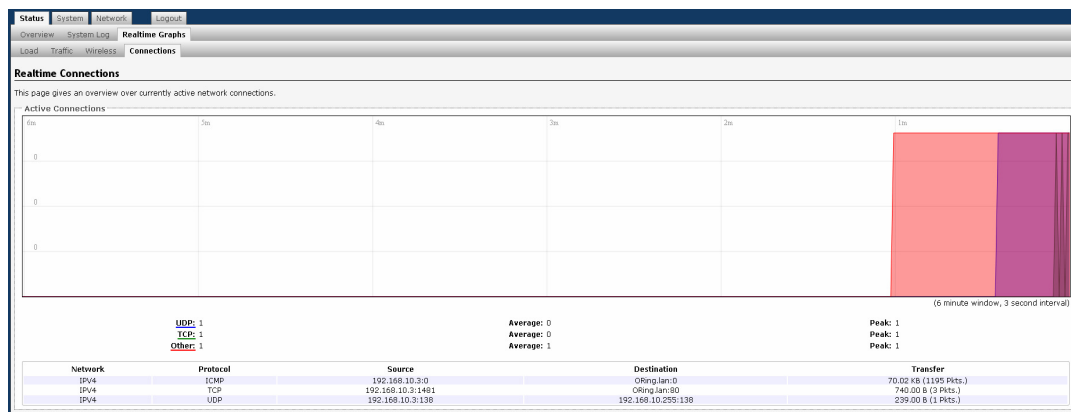 Status System Network Logout
Overview System Log Realtime Graphs
Load Traffic Wireless Connections
Realtime Connections
This page gives an overview over currently active network connections.
Active Connections
6m 5m 4m 3m 2m 1m
0
0
0
(6 minute window, 3 second interval)
UDP: 1 Average: 0 Peak: 1
TCP: 1 Average: 0 Peak: 1
Other: 1 Average: 1 Peak: 1
Network Protocol Source Destination Transfer
IPV4 ICMP 192.168.10.3:0 ORing.lan:0 70.02 KB (1195 Pkts.)
IPV4 TCP 192.168.10.3:1481 ORing.lan:80 740.00 B (3 Pkts.)
IPV4 UDP 192.168.10.3:138 192.168.10.255:138 239.00 B (1 Pkts.)